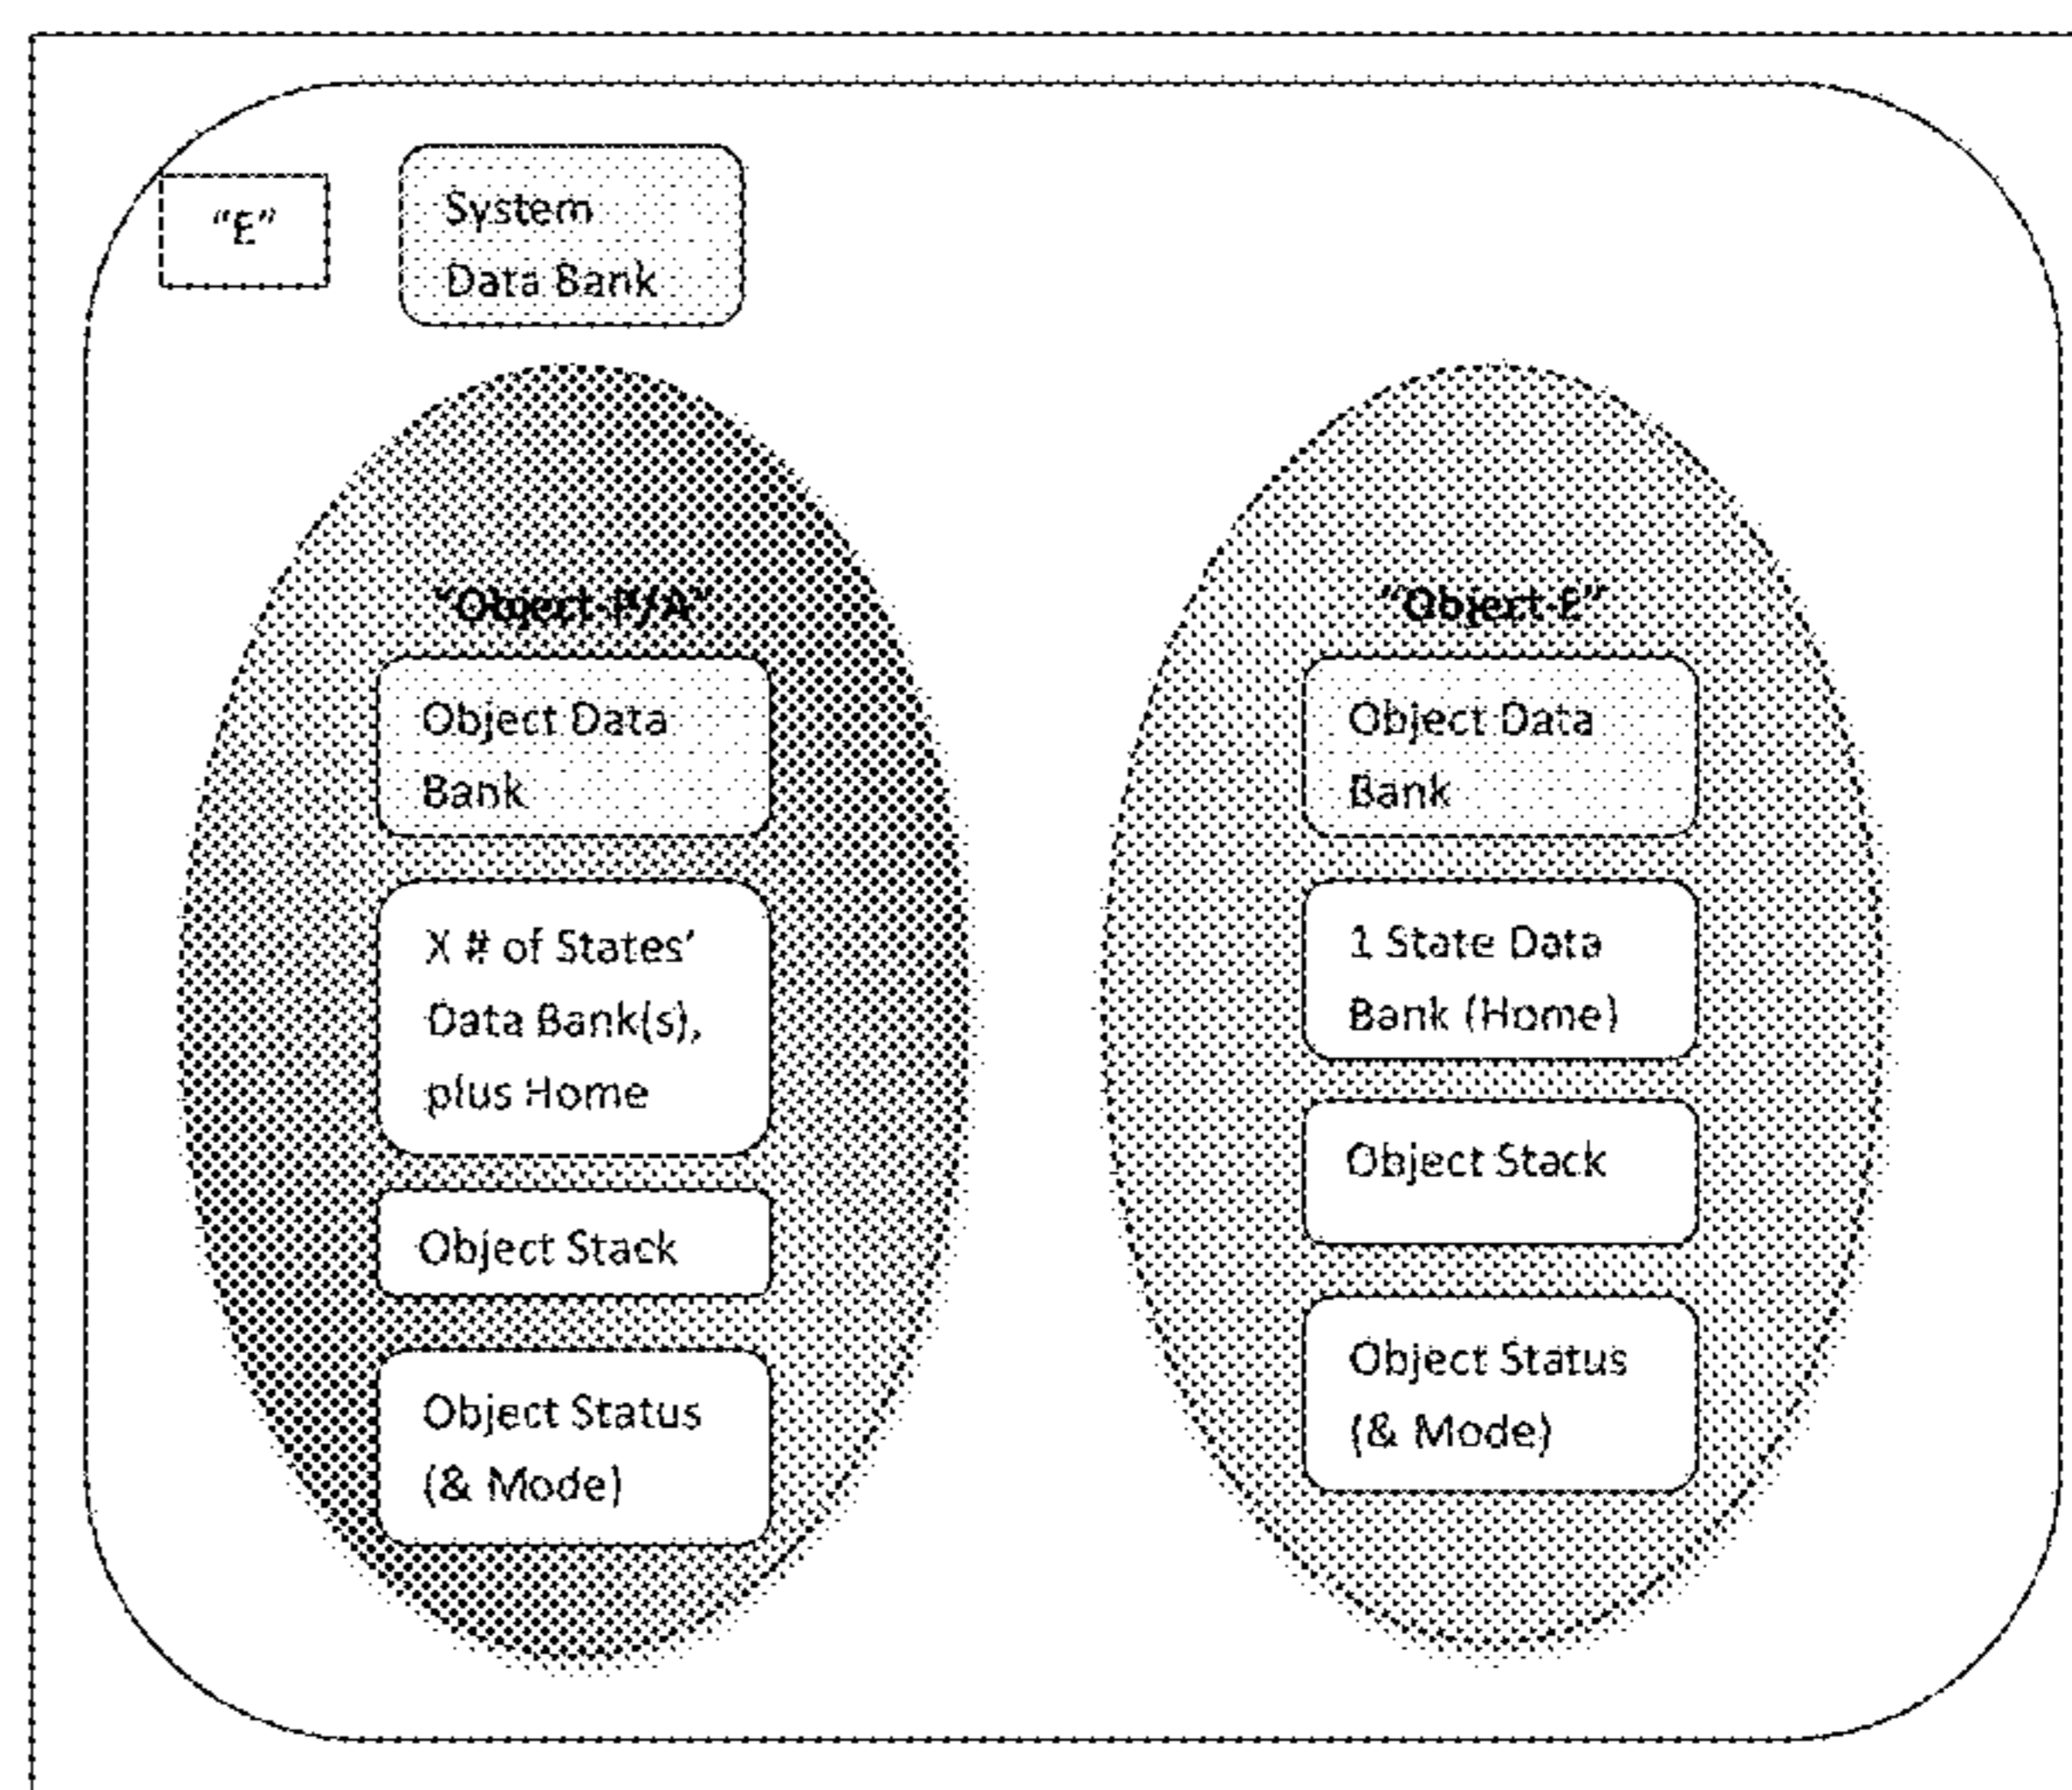 "E"
System
Data Bank
"Object-P/A"
Object Data
Bank
X # of States'
Data Bank(s),
plus Home
Object Stack
Object Status
(& Mode)
"Object-E"
Object Data
Bank
1 State Data
Bank (Home)
Object Stack
Object Status
(& Mode)